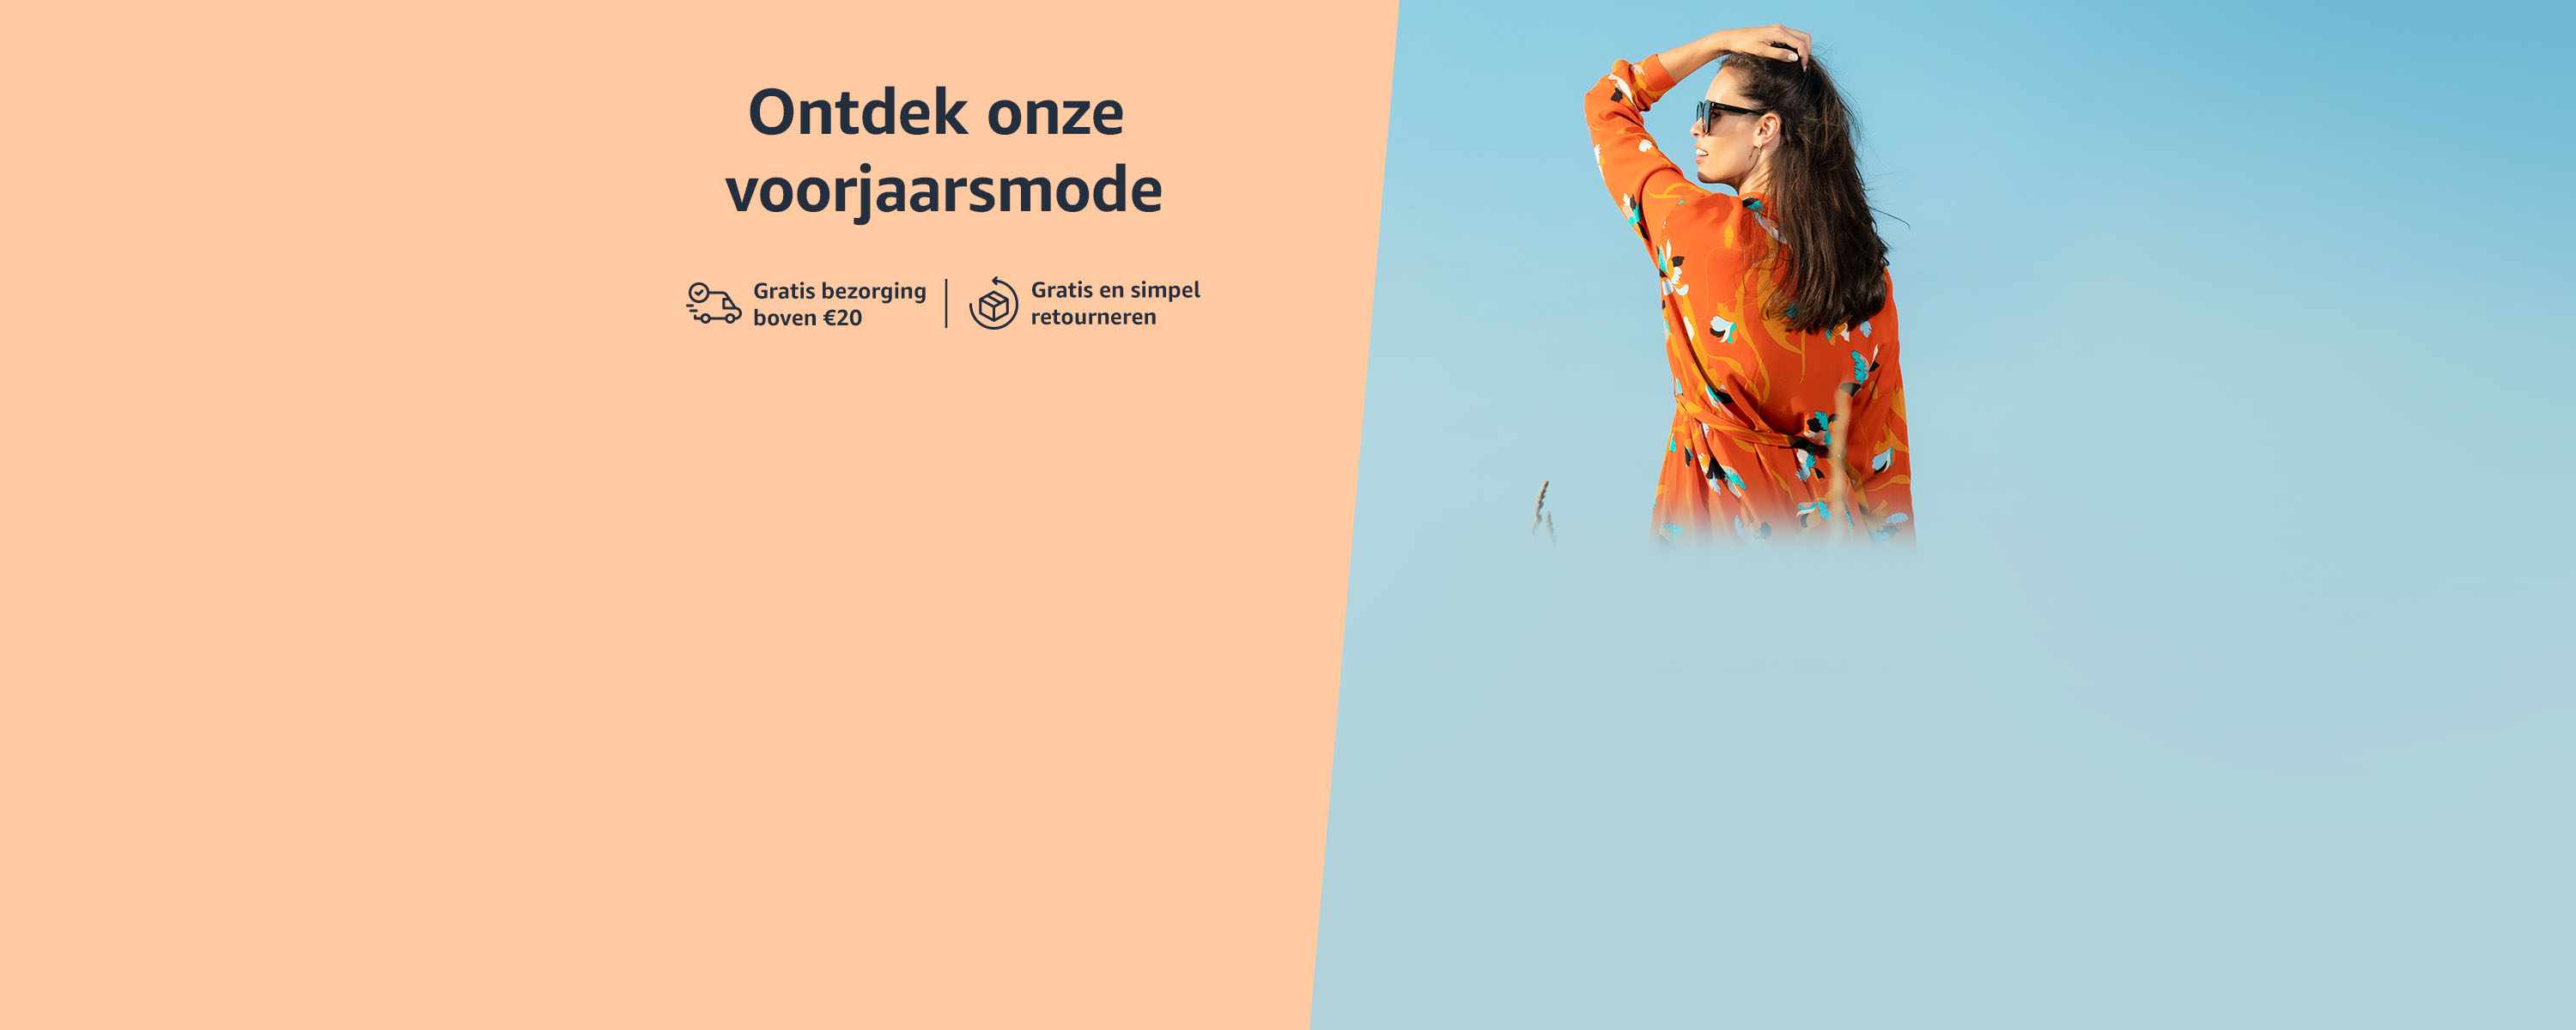 Ontdek onze
voorjaarsmode
Gratis bezorging
boven €20
Gratis en simpel
retourneren